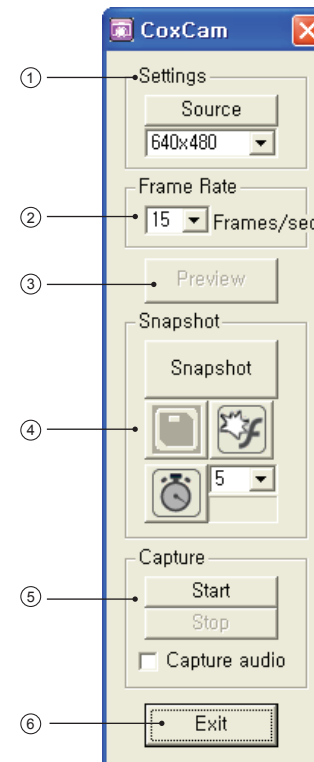 CoxCam
① Settings
Source
640x480
Frame Rate
② 15 Frames/sec
③ Preview
Snapshot
Snapshot
④
5
Capture
⑤ Start
Stop
Capture audio
⑥ Exit